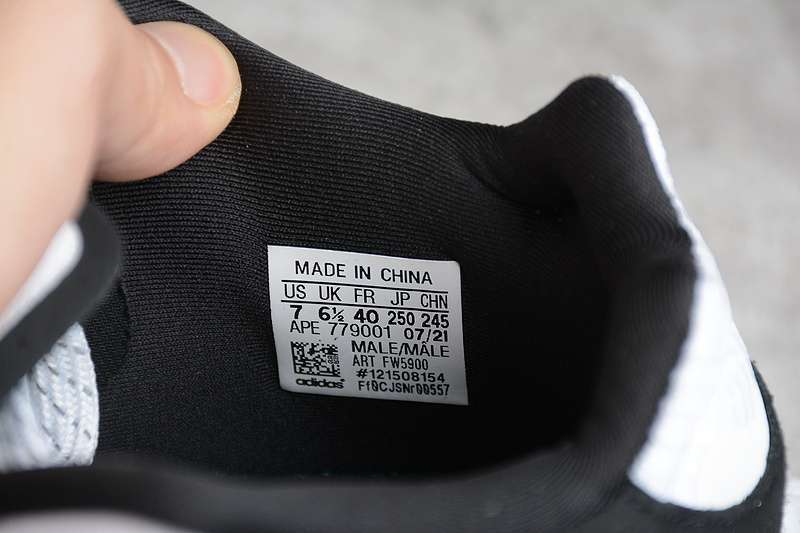 MADE IN CHINA
US UK FR JP CHN
7 6½ 40 250 245
APE 779001 07/21
MALE/MÂLE
ART FW5900
#121508154
adidas Ff0CJSNr00557